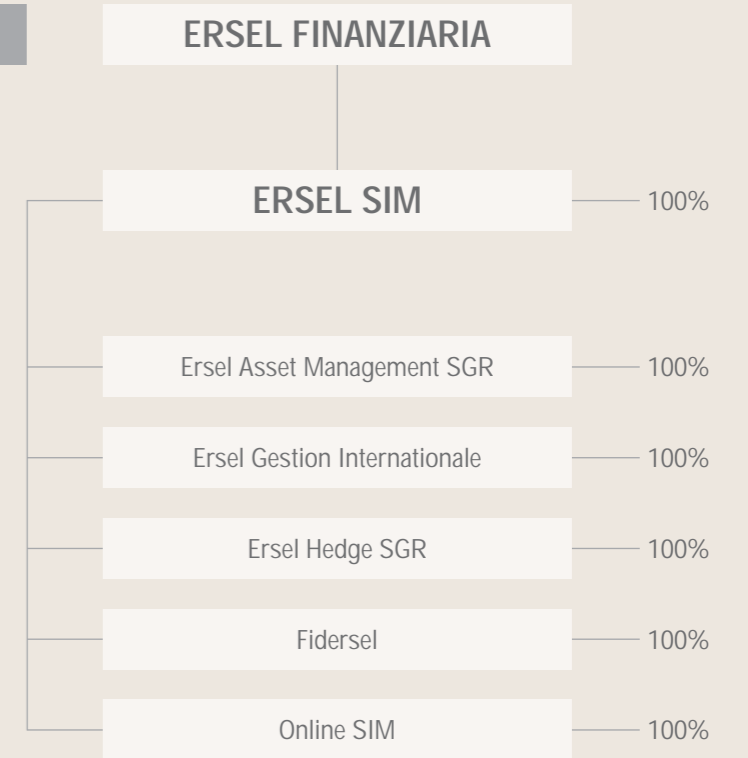 ERSEL FINANZIARIA
ERSEL SIM 100%
Ersel Asset Management SGR 100%
Ersel Gestion Internationale 100%
Ersel Hedge SGR 100%
Fidersel 100%
Online SIM 100%